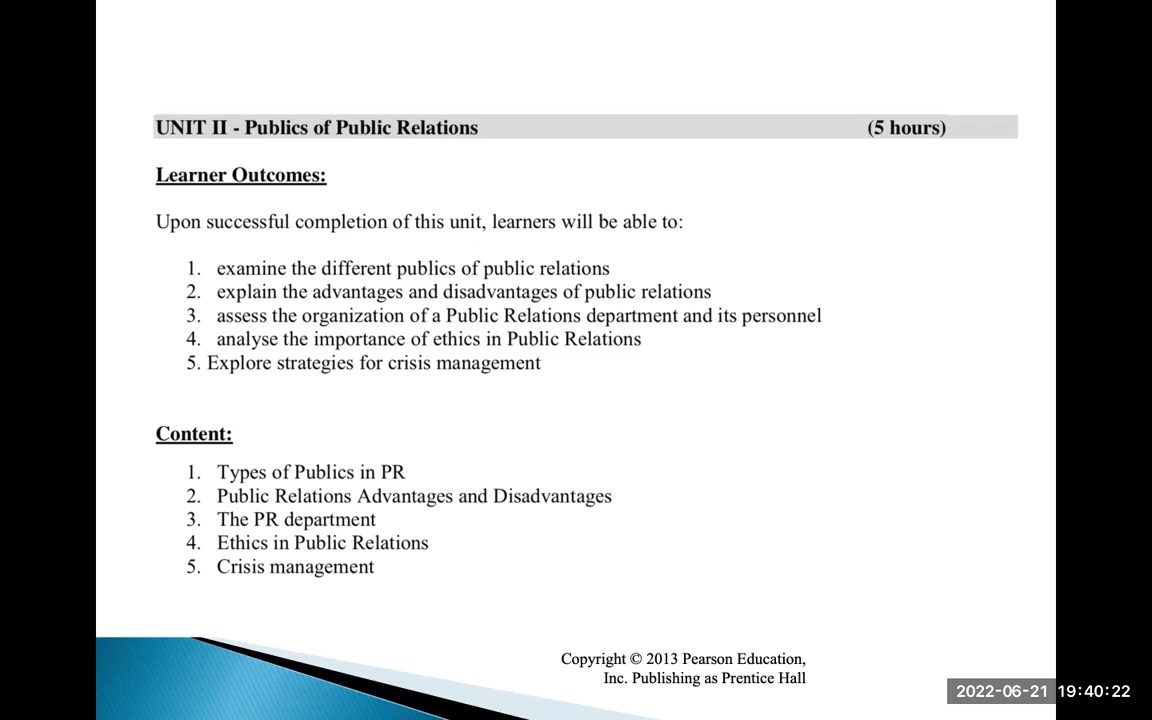 UNIT II - Publics of Public Relations (5 hours)
Learner Outcomes:
Upon successful completion of this unit, learners will be able to:
1. examine the different publics of public relations
2. explain the advantages and disadvantages of public relations
3. assess the organization of a Public Relations department and its personnel
4. analyse the importance of ethics in Public Relations
5. Explore strategies for crisis management
Content:
1. Types of Publics in PR
2. Public Relations Advantages and Disadvantages
3. The PR department
4. Ethics in Public Relations
5. Crisis management
Copyright © 2013 Pearson Education,
Inc. Publishing as Prentice Hall
2022-06-21 19:40:22